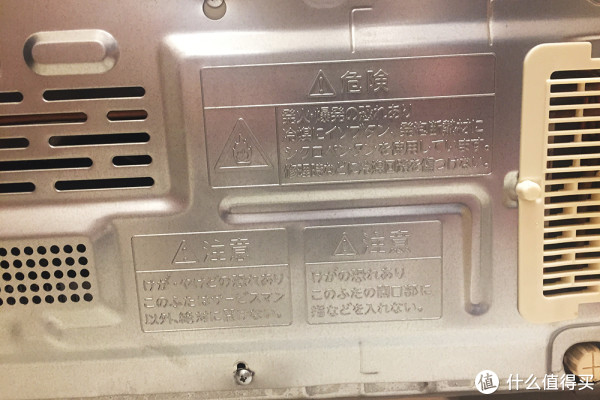 危険
発火・爆発の恐れあり
冷媒にイソブタン、発泡断熱材に
シクロペンタンを使用しています。
注意
けが・やけどの恐れあり
このふたはサービスマン
以外、絶対に開けない。
注意
けがの恐れあり
このふたの開口部に
指などを入れない。
值 什么值得买